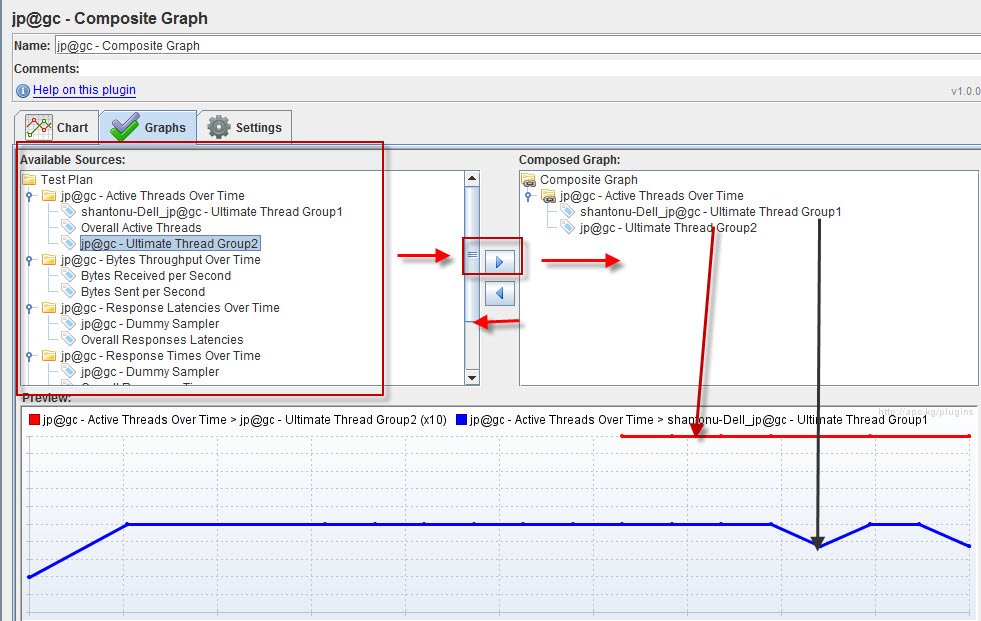 jp@gc - Composite Graph
Name: jp@gc - Composite Graph
Comments:
Help on this plugin
v1.0.0
Chart Graphs Settings
Available Sources:
Test Plan
jp@gc - Active Threads Over Time
shantonu-Dell_jp@gc - Ultimate Thread Group1
Overall Active Threads
jp@gc - Ultimate Thread Group2
jp@gc - Bytes Throughput Over Time
Bytes Received per Second
Bytes Sent per Second
jp@gc - Response Latencies Over Time
jp@gc - Dummy Sampler
Overall Responses Latencies
jp@gc - Response Times Over Time
jp@gc - Dummy Sampler
Composed Graph:
Composite Graph
jp@gc - Active Threads Over Time
shantonu-Dell_jp@gc - Ultimate Thread Group1
jp@gc - Ultimate Thread Group2
Preview:
http://apc.kg/plugins
jp@gc - Active Threads Over Time > jp@gc - Ultimate Thread Group2 (x10) jp@gc - Active Threads Over Time > shantonu-Dell_jp@gc - Ultimate Thread Group1